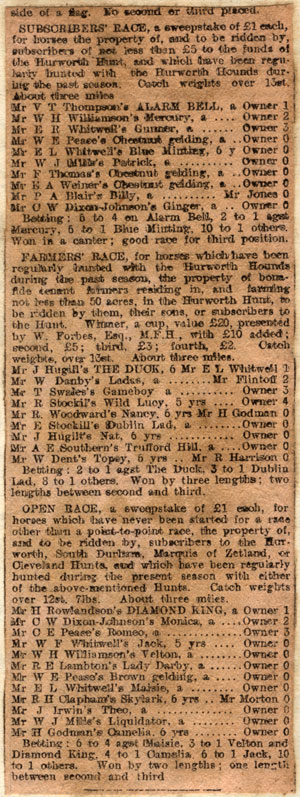 side of a flag. No second or third placed.
SUBSCRIBERS' RACE, a sweepstake of £1 each,
for horses the property of, and to be ridden by,
subscribers of not less than £5 to the funds of
the Hurworth Hunt, and which have been regu-
larly hunted with the Hurworth Hounds dur-
ing the past season. Catch weights over 13st.
About three miles
Mr V T Thompson's ALARM BELL, a Owner 1
Mr W H Williamson's Mercury, a .... Owner 2
Mr E R Whitwell's Gunner, a ...... Owner 3
Mr W E Pease's Chestnut gelding, a .. Owner 0
Mr E L Whitwell's Blue Minting, 6 y Owner 0
Mr W J Mills's Patrick, a ........ Owner 0
Mr F Thomas's Chestnut gelding, a .. Owner 0
Mr E A Weiner's Chestnut gelding, a .. Owner 0
Mr P A Blair's Billy, a .......... Mr Jones 0
Mr C W Dixon-Johnson's Ginger, a .. Owner 0
Betting: 6 to 4 on Alarm Bell, 2 to 1 agst
Mercury, 6 to 1 Blue Minting, 10 to 1 others.
Won in a canter; good race for third position.
FARMERS' RACE, for horses which have been
regularly hunted with the Hurworth Hounds
during the past season, the property of bona-
fide tenant farmers residing in, and farming
not less than 50 acres, in the Hurworth Hunt, to
be ridden by them, their sons, or subscribers to
the Hunt. Winner, a cup, value £20, presented
by W. Forbes, Esq., M.F.H., with £10 added;
second, £5; third, £3; fourth, £2. Catch
weights, over 13st. About three miles.
Mr J Hugill's THE DUCK, 6 Mr E L Whitwell 1
Mr W Danby's Ladas, a ...... Mr Flintoff 2
Mr T Swales's Gameboy a .......... Owner 3
Mr R Stockil's Wild Lucy, 5 yrs .... Owner 0
Mr R. Woodward's Nancy, 6 yrs Mr H Godman 0
Mr E Stockill's Dublin Lad, a ...... Owner 0
Mr J Hugill's Nat, 6 yrs .......... Owner 0
Mr A E Southern's Trufford Hill, a .. Owner 0
Mr W Dent's Topsy, 6 yrs .. Mr R Harrison 0
Betting: 2 to 1 agst The Duck, 3 to 1 Dublin
Lad, 8 to 1 others. Won by three lengths; two
lengths between second and third.
OPEN RACE, a sweepstake of £1 each, for
horses which have never been started for a race
other than a point-to-point race, the property of,
and to be ridden by, subscribers to the Hur-
worth, South Durham, Marquis of Zetland, or
Cleveland Hunts, and which have been regularly
hunted during the present season with either
of the above-mentioned Hunts. Catch weights
over 12st. 7lbs. About three miles.
Mr H Rowlandson's DIAMOND KING, a Owner 1
Mr C W Dixon-Johnson's Monica, a .. Owner 2
Mr C E Pease's Romeo, a .......... Owner 3
Mr W J Whitwell's Jack, 5 yrs .... Owner 0
Mr W H Williamson's Velton, a ...... Owner 0
Mr R E Lambton's Lady Darby, a .. Owner 0
Mr W E Pease's Brown gelding, a .... Owner 0
Mr E L Whitwell's Maisie, a ........ Owner 0
Mr R H Clapham's Skylark, 6 yrs .. Mr Morton 0
Mr J Irwin's Theo, a .............. Owner 0
Mr W J Mills's Liquidator, a ...... Owner 0
Mr H Godman's Camelia, 6 yrs ...... Owner 0
Betting: 6 to 4 agst Maisie, 3 to 1 Velton and
Diamond King, 4 to 1 Camelia, 6 to 1 Jack, 10
to 1 others. Won by two lengths; one length
between second and third